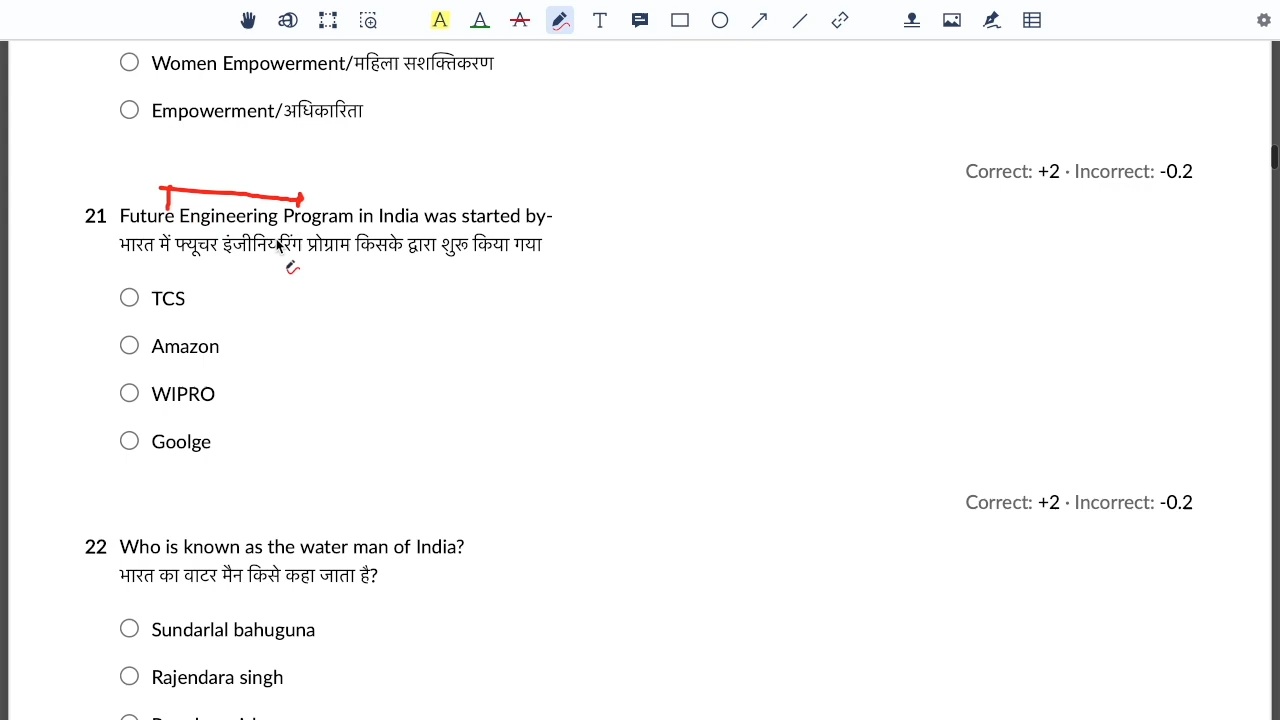 Women Empowerment/महिला सशक्तिकरण
Empowerment/अधिकारिता
Correct: +2 · Incorrect: -0.2
21 Future Engineering Program in India was started by-
भारत में फ्यूचर इंजीनियरिंग प्रोग्राम किसके द्वारा शुरू किया गया
TCS
Amazon
WIPRO
Goolge
Correct: +2 · Incorrect: -0.2
22 Who is known as the water man of India?
भारत का वाटर मैन किसे कहा जाता है?
Sundarlal bahuguna
Rajendara singh